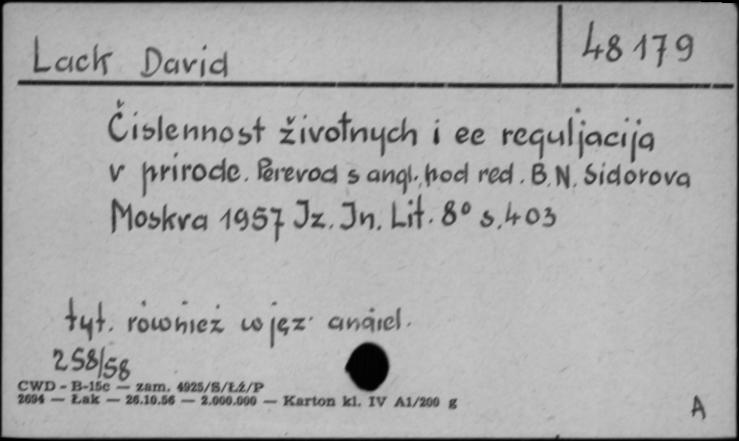 Lack David
48179
Čislennost životnych i ee reguljacija
v prirode. Perevod s angl. pod red. B.N. Sidorova
Moskva 1957 Jz. Jn. Lit. 8° s. 403
tyt. również w jęz. angiel.
258/58
CWD - B-15c — zam. 4925/S/ŁŻ/P
2694 — Łak — 26.10.56 — 2.000.000 — Karton kl. IV A1/200 g
A